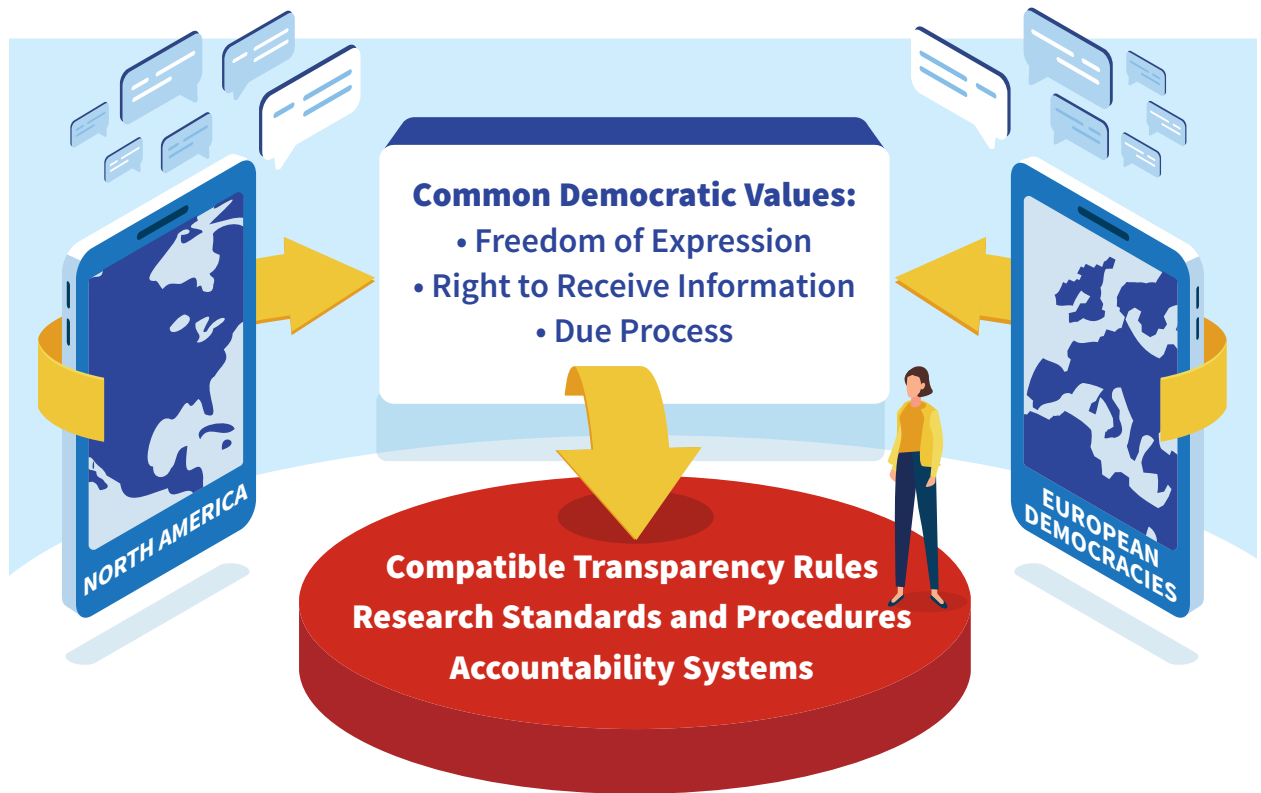 Common Democratic Values:
• Freedom of Expression
• Right to Receive Information
• Due Process
NORTH AMERICA
EUROPEAN
DEMOCRACIES
Compatible Transparency Rules
Research Standards and Procedures
Accountability Systems